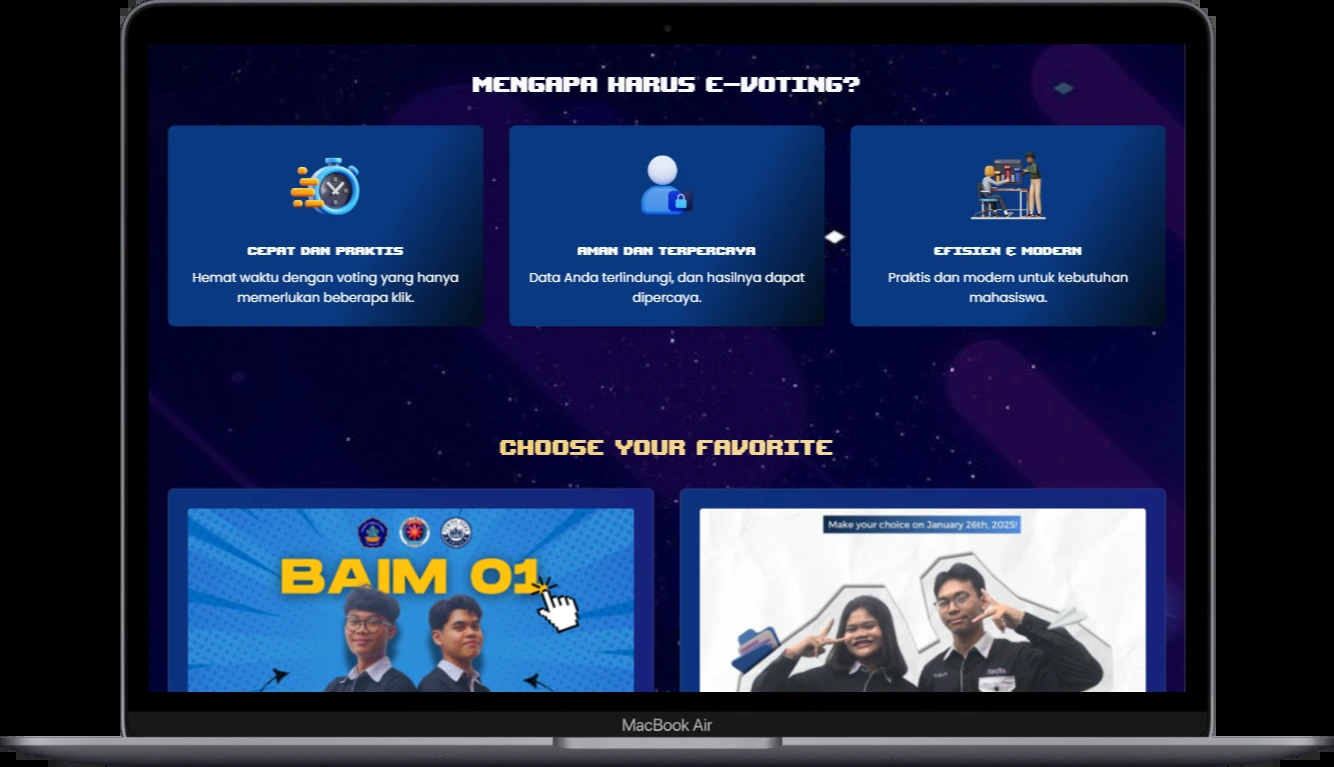 MENGAPA HARUS E-VOTING?
CEPAT DAN PRAKTIS
Hemat waktu dengan voting yang hanya
memerlukan beberapa klik.
AMAN DAN TERPERCAYA
Data Anda terlindungi, dan hasilnya dapat
dipercaya.
EFISIEN & MODERN
Praktis dan modern untuk kebutuhan
mahasiswa.
CHOOSE YOUR FAVORITE
BAIM 01
Make your choice on January 26th, 2025!
MacBook Air